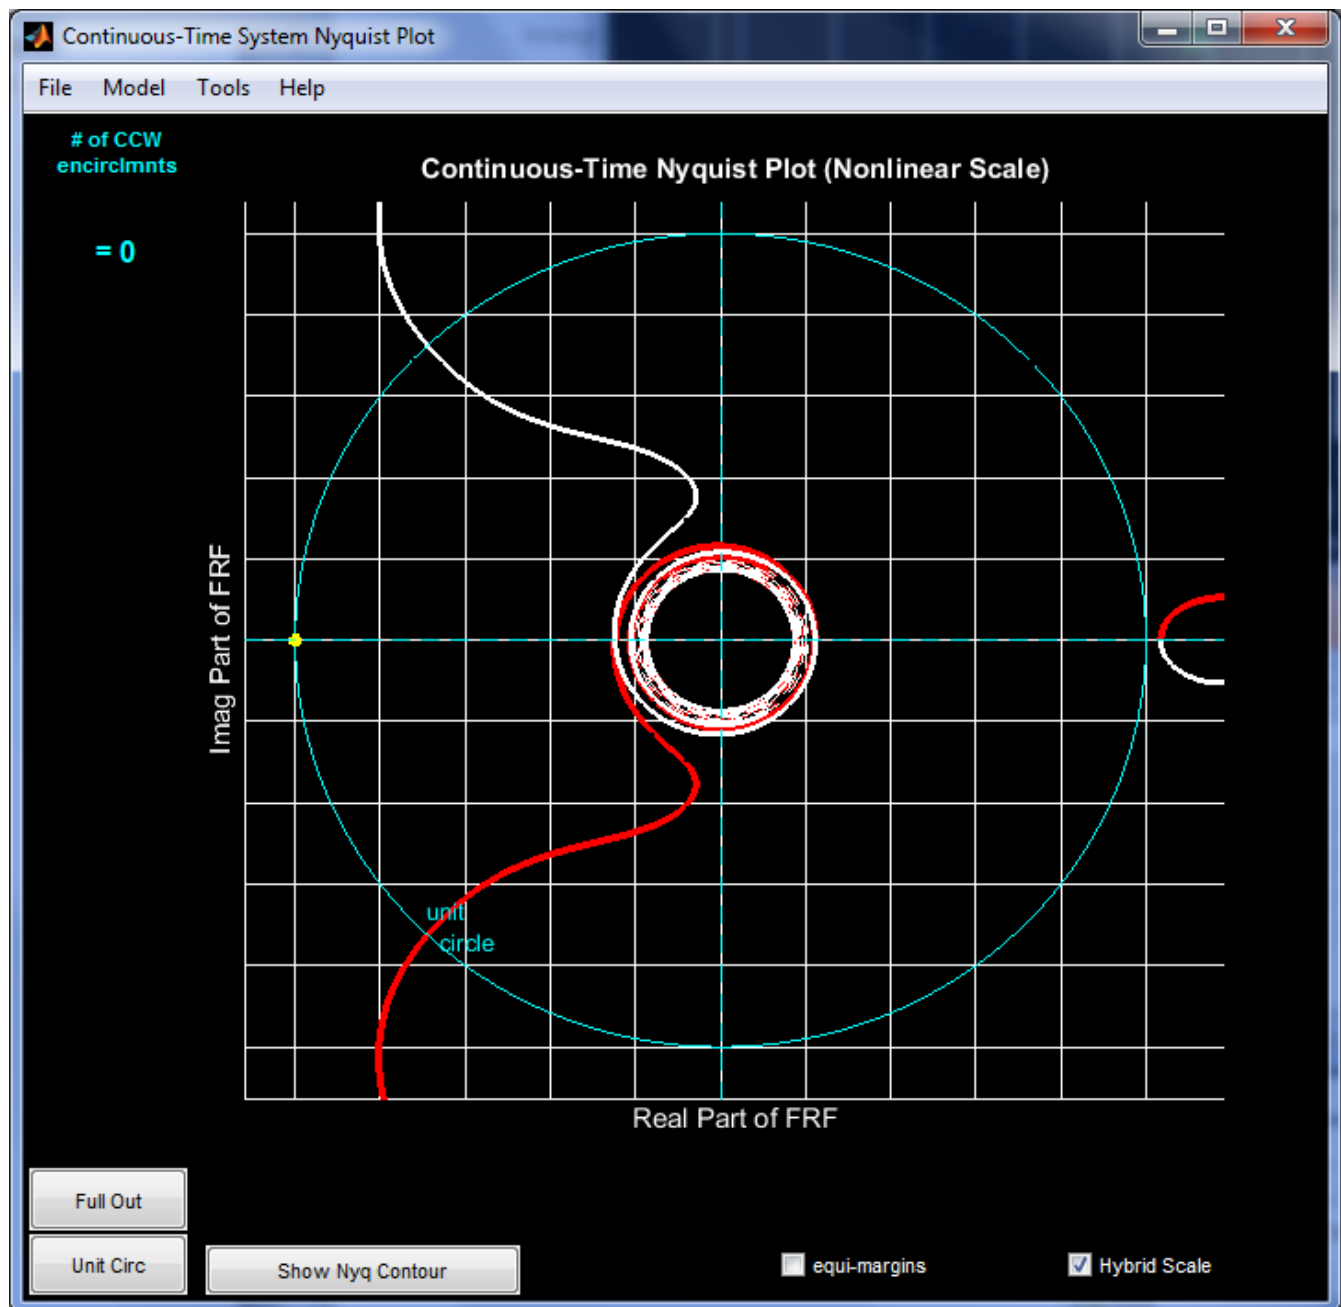 Continuous-Time System Nyquist Plot
File Model Tools Help
# of CCW
encirclmnts
= 0
Continuous-Time Nyquist Plot (Nonlinear Scale)
Imag Part of FRF
unit
circle
Real Part of FRF
Full Out
Unit Circ
Show Nyq Contour
equi-margins
Hybrid Scale